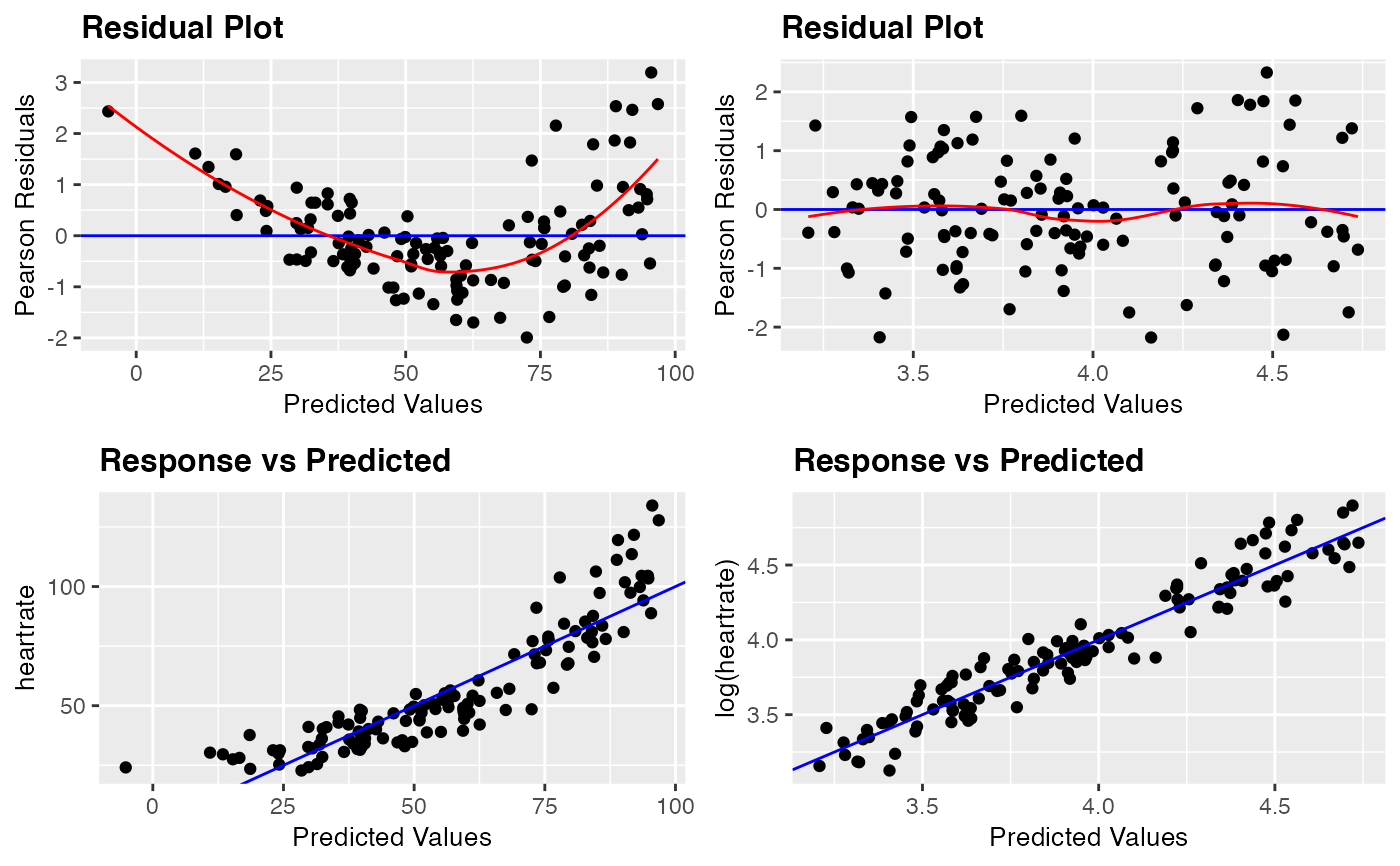 Residual Plot
Pearson Residuals
3
2
1
0
-1
-2
0 25 50 75 100
Predicted Values
Residual Plot
Pearson Residuals
2
1
0
-1
-2
3.5 4.0 4.5
Predicted Values
Response vs Predicted
heartrate
100
50
0 25 50 75 100
Predicted Values
Response vs Predicted
log(heartrate)
4.5
4.0
3.5
3.5 4.0 4.5
Predicted Values